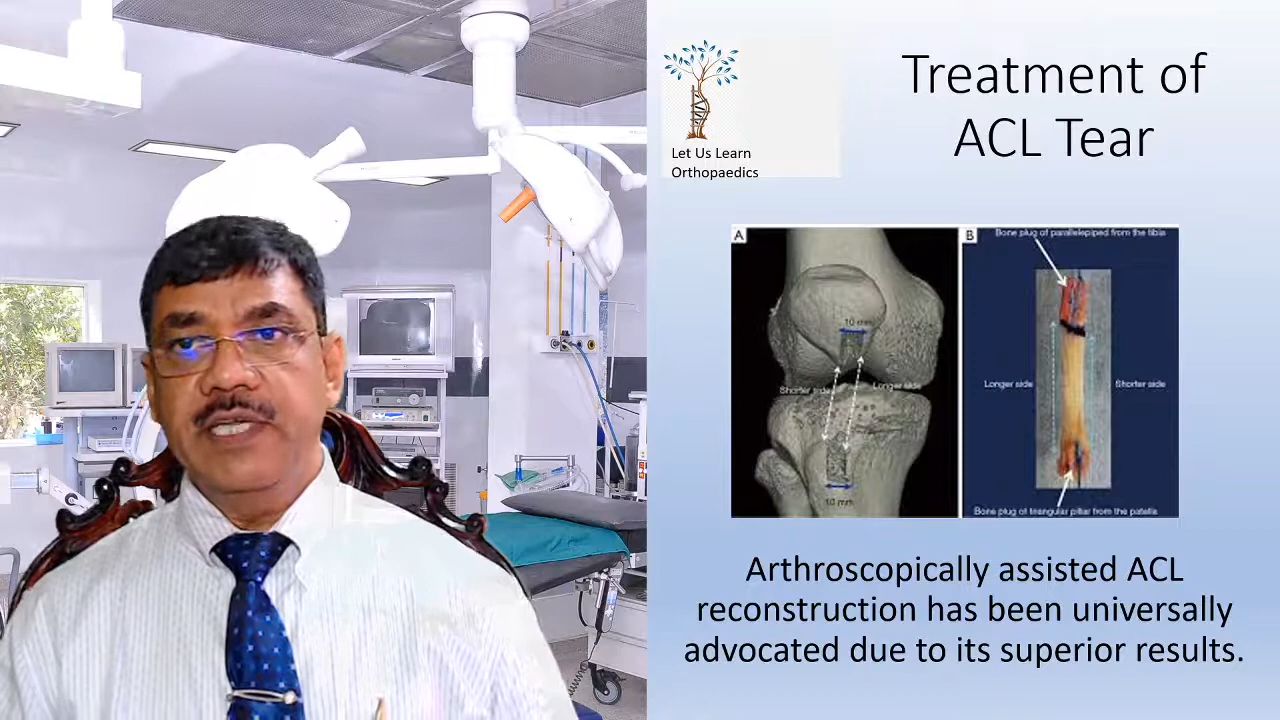 Let Us Learn
Orthopaedics
Treatment of
ACL Tear
A
10 mm
Shorter side
Longer side
10 mm
B
Bone plug of parallelepiped from the tibia
Longer side
Shorter side
Bone plug of triangular pillar from the patella
Arthroscopically assisted ACL
reconstruction has been universally
advocated due to its superior results.